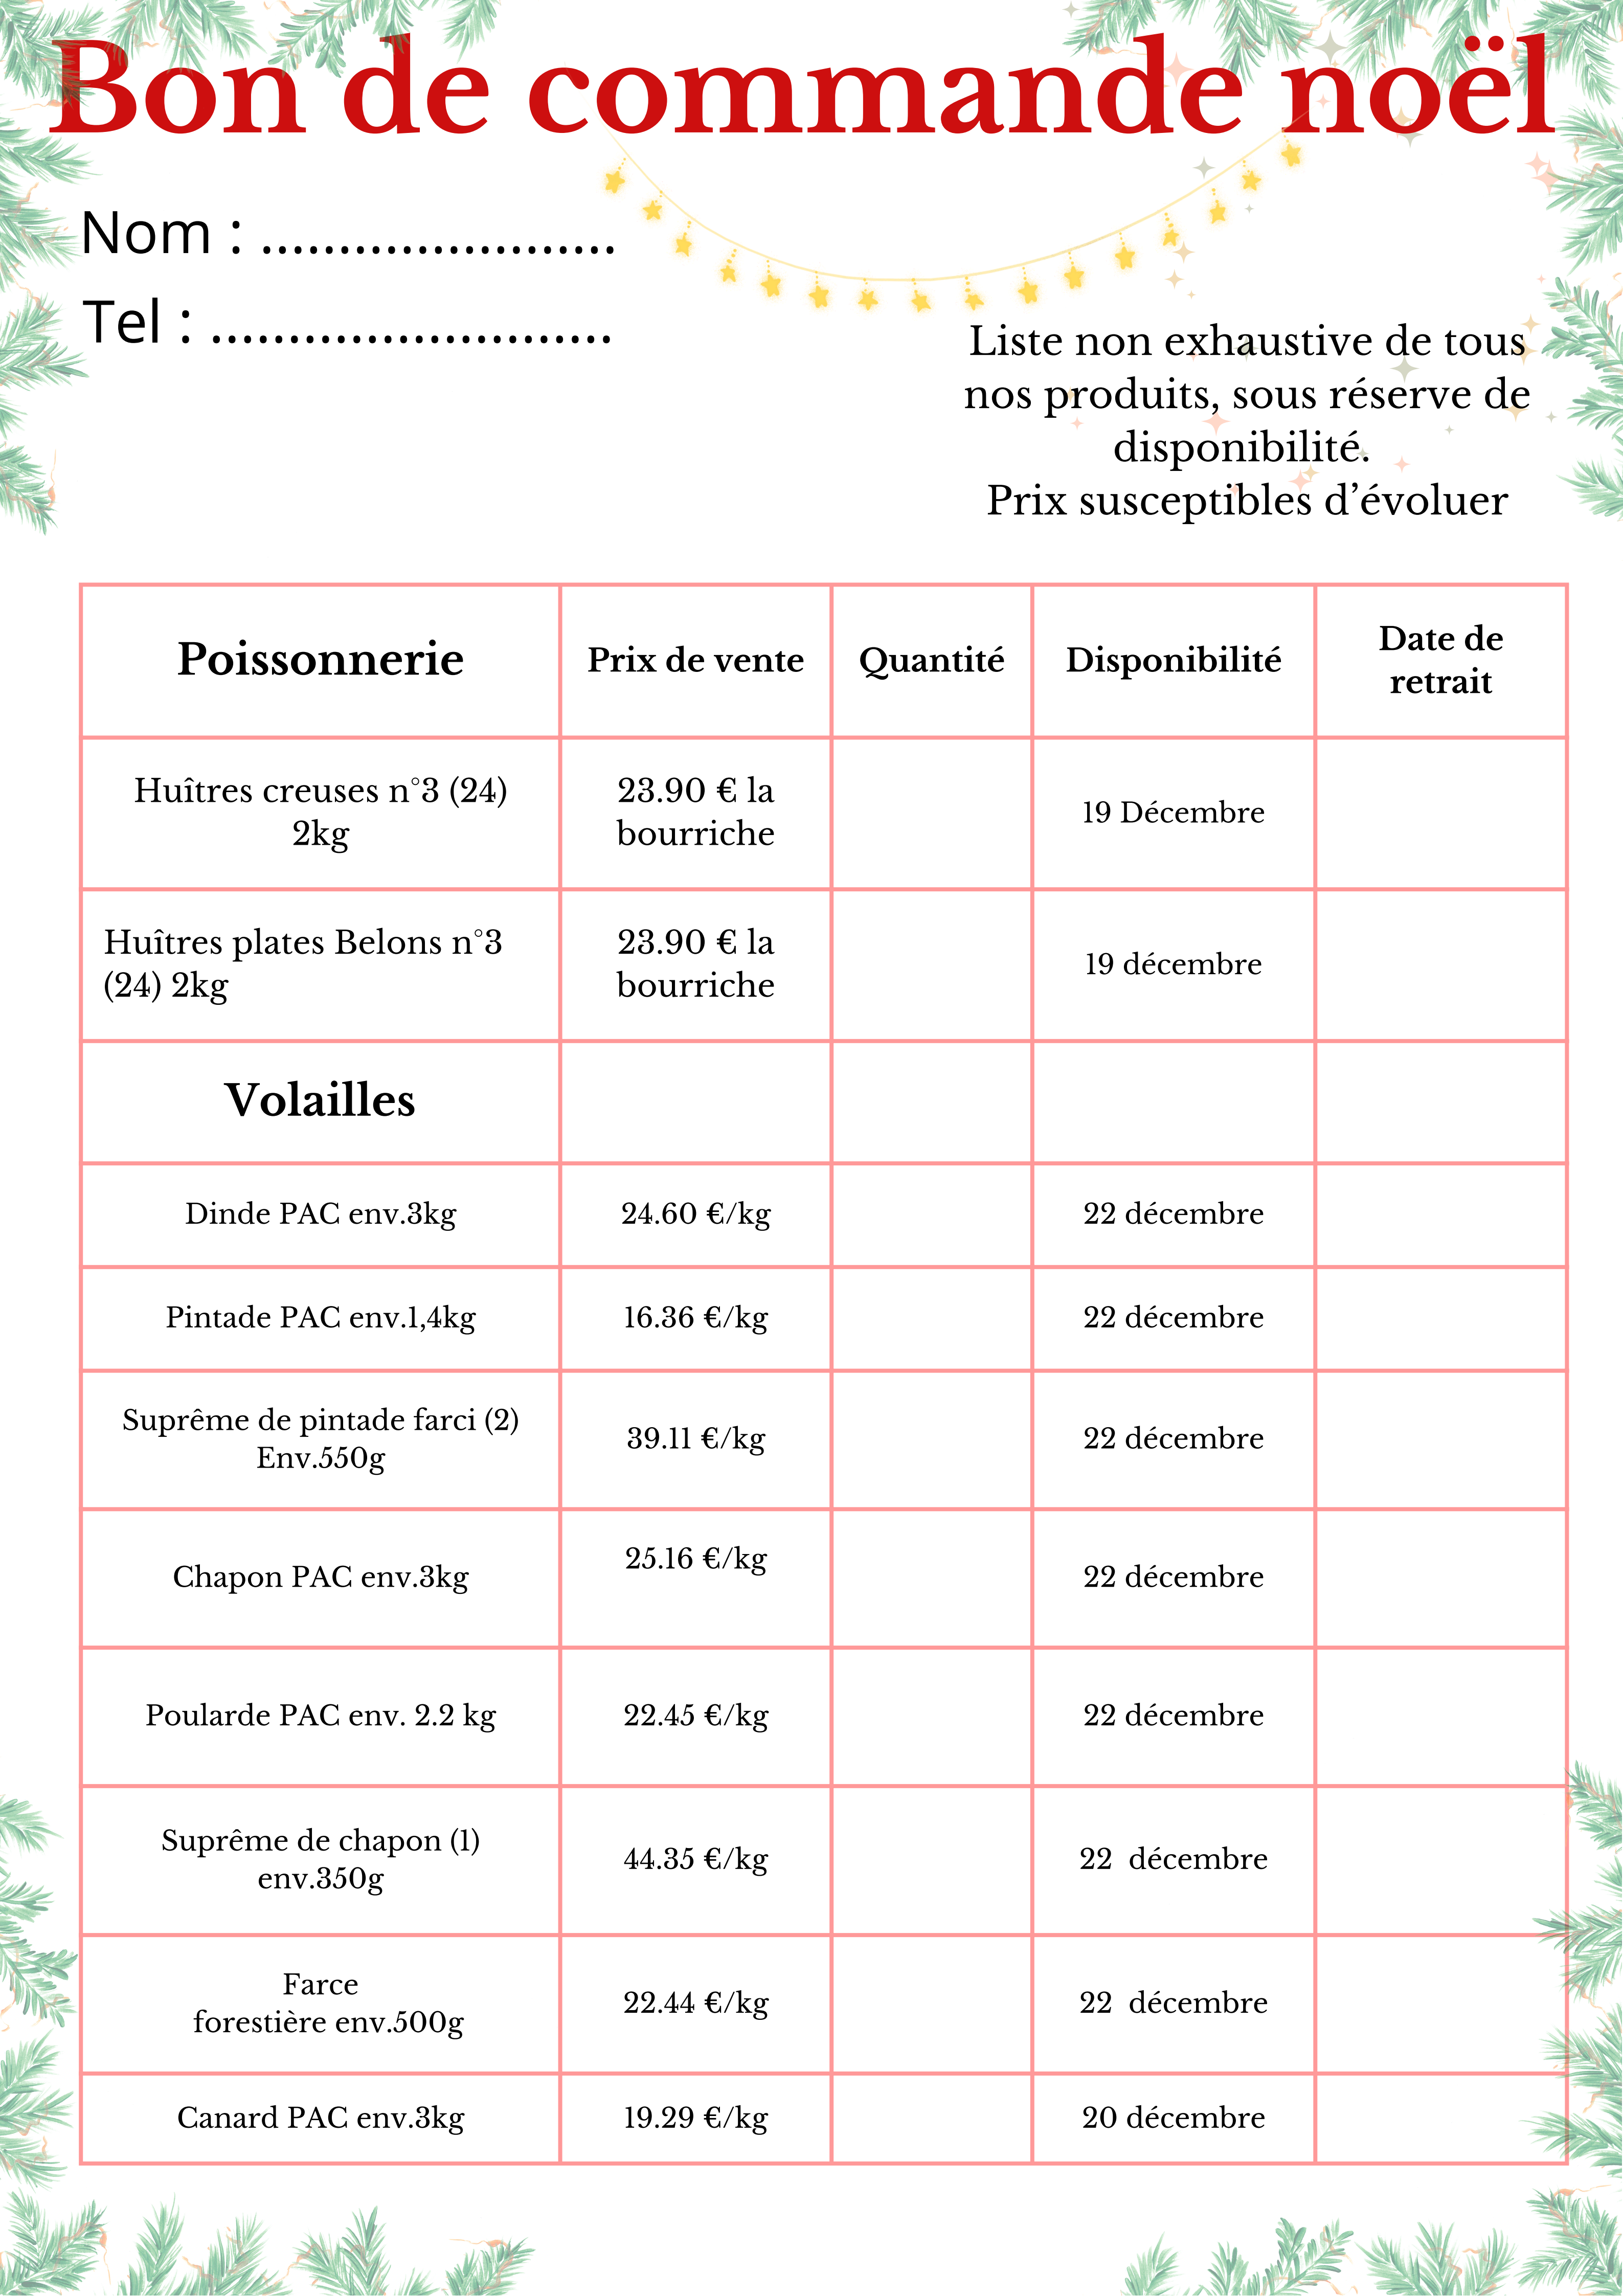 Bon de commande noël
Nom : .......................
Tel : ..........................
Liste non exhaustive de tous
nos produits, sous réserve de
disponibilité.
Prix susceptibles d’évoluer
Poissonnerie Prix de vente Quantité Disponibilité Date de
retrait
Huîtres creuses n°3 (24)
2kg
23.90 € la
bourriche
19 Décembre
Huîtres plates Belons n°3
(24) 2kg
23.90 € la
bourriche
19 décembre
Volailles
Dinde PAC env.3kg 24.60 €/kg 22 décembre
Pintade PAC env.1,4kg 16.36 €/kg 22 décembre
Suprême de pintade farci (2)
Env.550g
39.11 €/kg 22 décembre
Chapon PAC env.3kg 25.16 €/kg 22 décembre
Poularde PAC env. 2.2 kg 22.45 €/kg 22 décembre
Suprême de chapon (1)
env.350g
44.35 €/kg 22 décembre
Farce
forestière env.500g
22.44 €/kg 22 décembre
Canard PAC env.3kg 19.29 €/kg 20 décembre